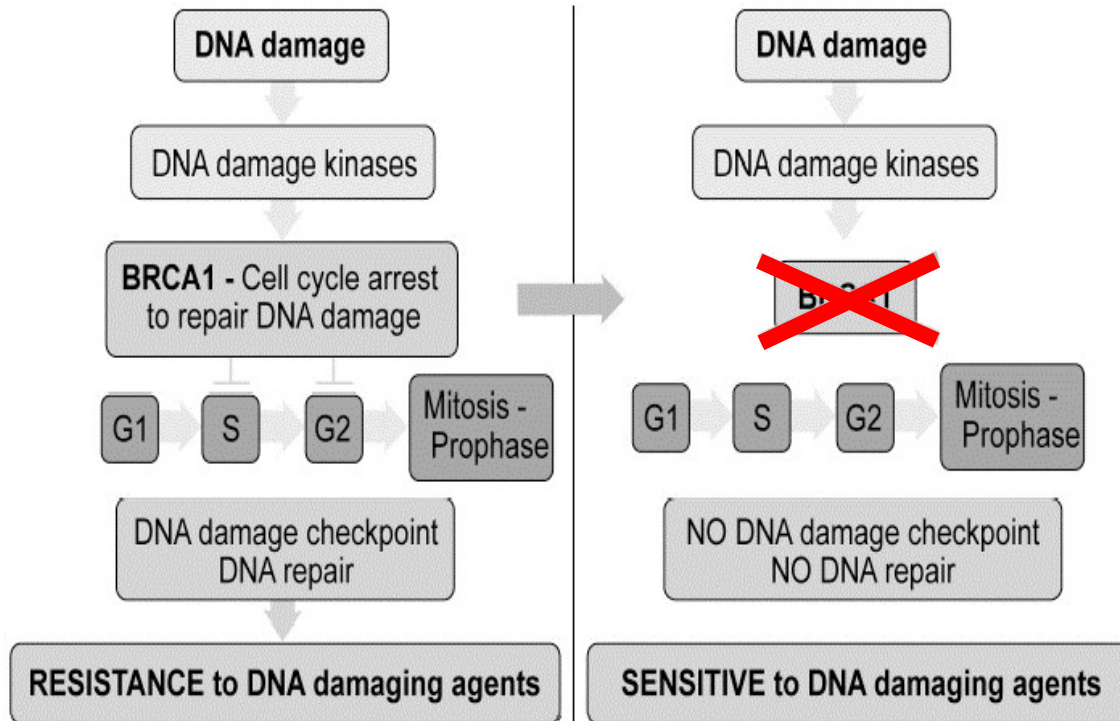 DNA damage
DNA damage kinases
BRCA1 - Cell cycle arrest
to repair DNA damage
G1
S
G2
Mitosis -
Prophase
DNA damage checkpoint
DNA repair
RESISTANCE to DNA damaging agents
DNA damage
DNA damage kinases
BRCA1
G1
S
G2
Mitosis -
Prophase
NO DNA damage checkpoint
NO DNA repair
SENSITIVE to DNA damaging agents